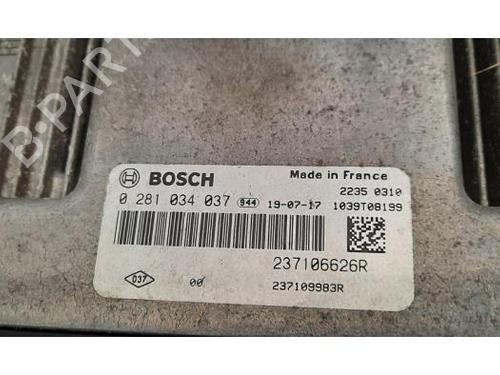 BOSCH
Made in France
2235 0310
0 281 034 037 944 19-07-17 1039T08199
237106626R
037 00 237109983R
B-PARTS